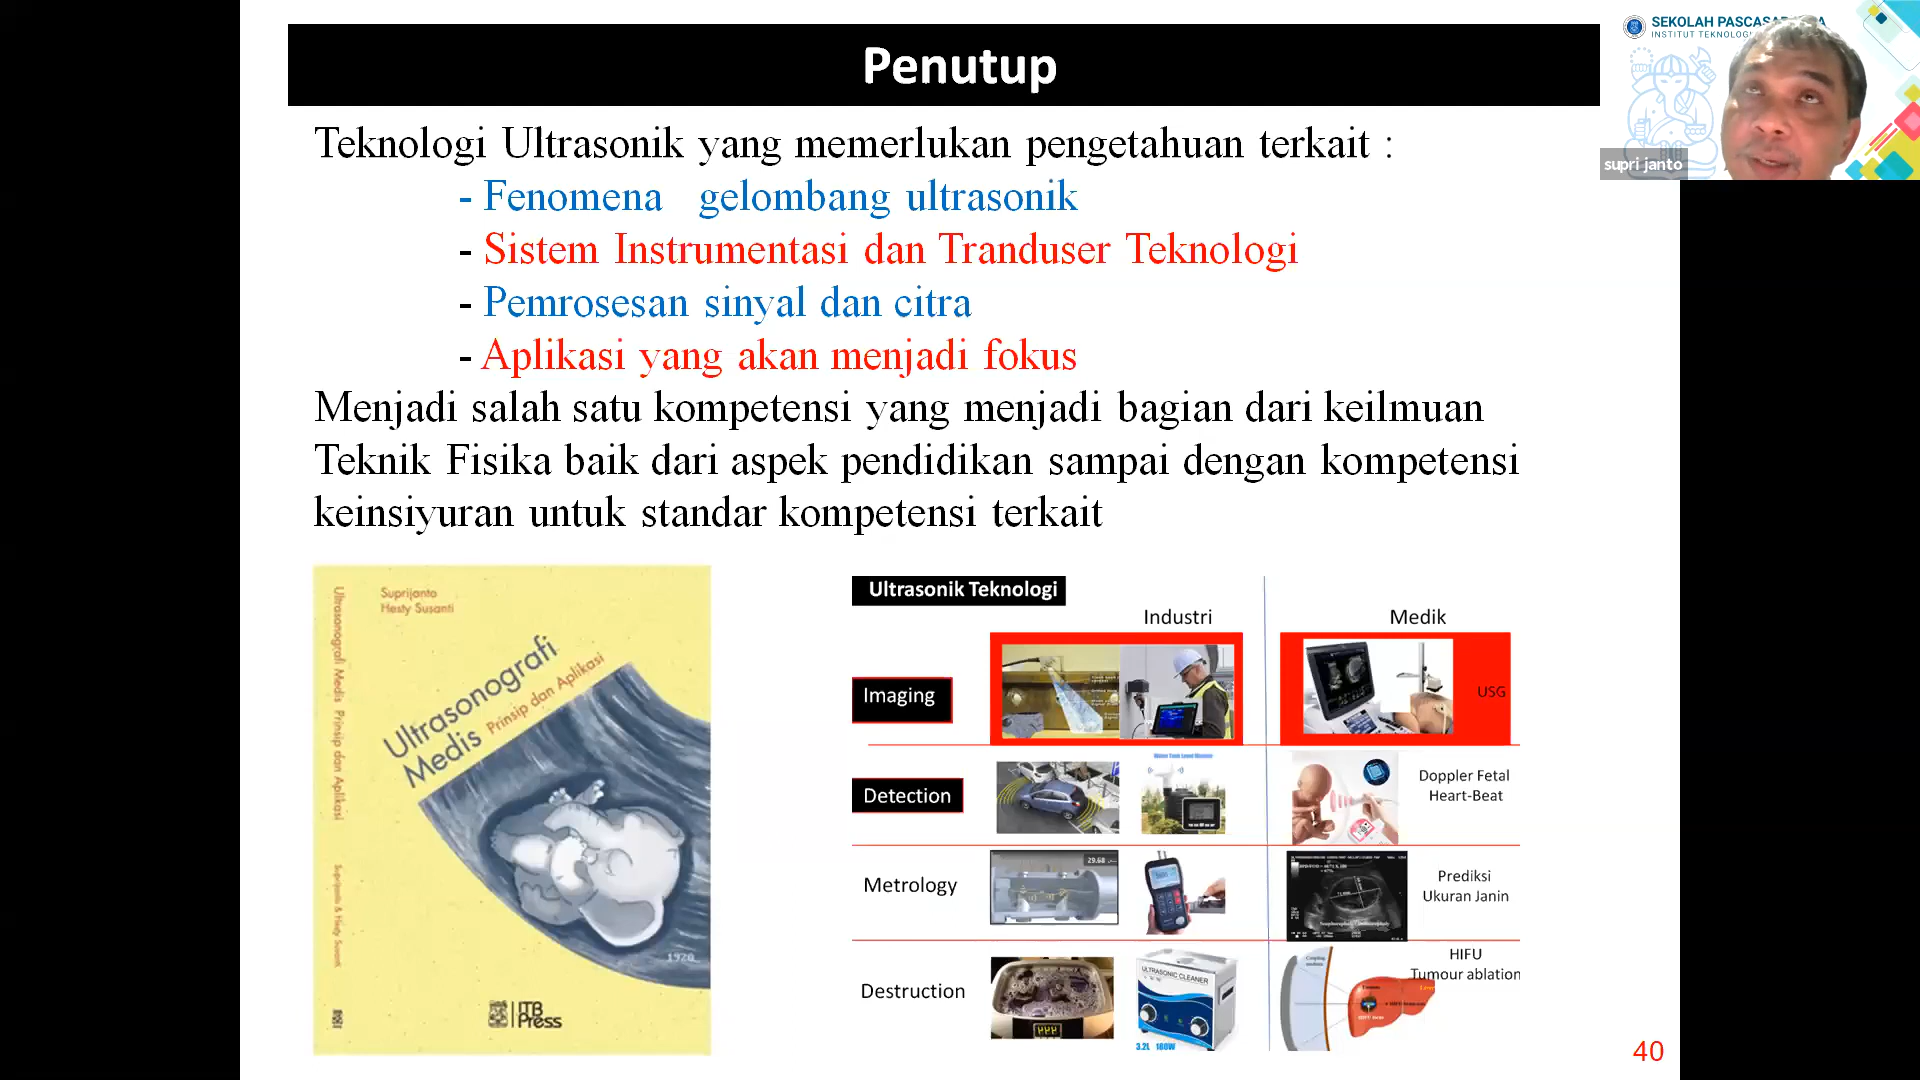 Penutup
SEKOLAH
INSTITUT
supri janto
Teknologi Ultrasonik yang memerlukan pengetahuan terkait :
- Fenomena gelombang ultrasonik
- Sistem Instrumentasi dan Tranduser Teknologi
- Pemrosesan sinyal dan citra
- Aplikasi yang akan menjadi fokus
Menjadi salah satu kompetensi yang menjadi bagian dari keilmuan
Teknik Fisika baik dari aspek pendidikan sampai dengan kompetensi
keinsiyuran untuk standar kompetensi terkait
Ultrasonografi Medis Prinsip dan Aplikasi
Suprijanto & Hesty Susanti
Suprijanto
Hesty Susanti
Ultrasonografi
Medis Prinsip dan Aplikasi
1920
ITB
Press
Ultrasonik Teknologi
Industri
Medik
Imaging
USG
Detection
Doppler Fetal
Heart-Beat
Metrology
29.68
Prediksi
Ukuran Janin
Destruction
ULTRASONIC CLEANER
3.2L 180W
HIFU
Tumour ablation
40